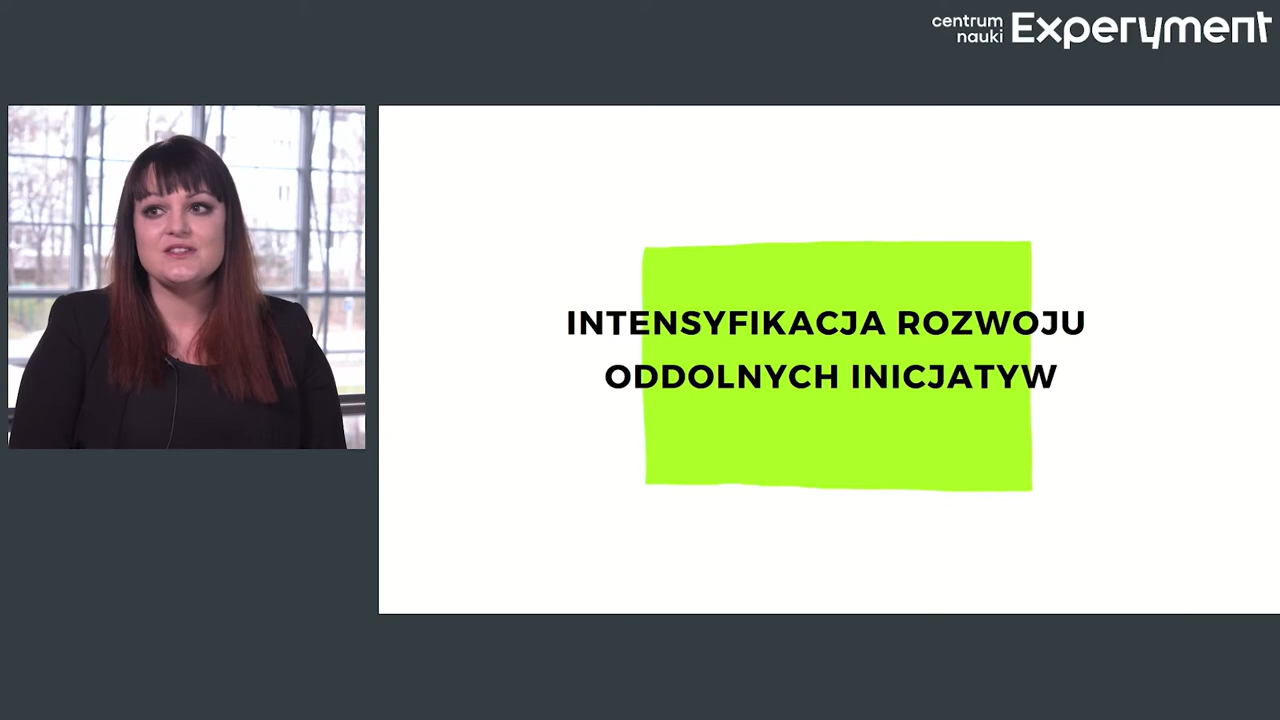 centrum
nauki
Experyment
INTENSYFIKACJA ROZWOJU
ODDOLNYCH INICJATYW